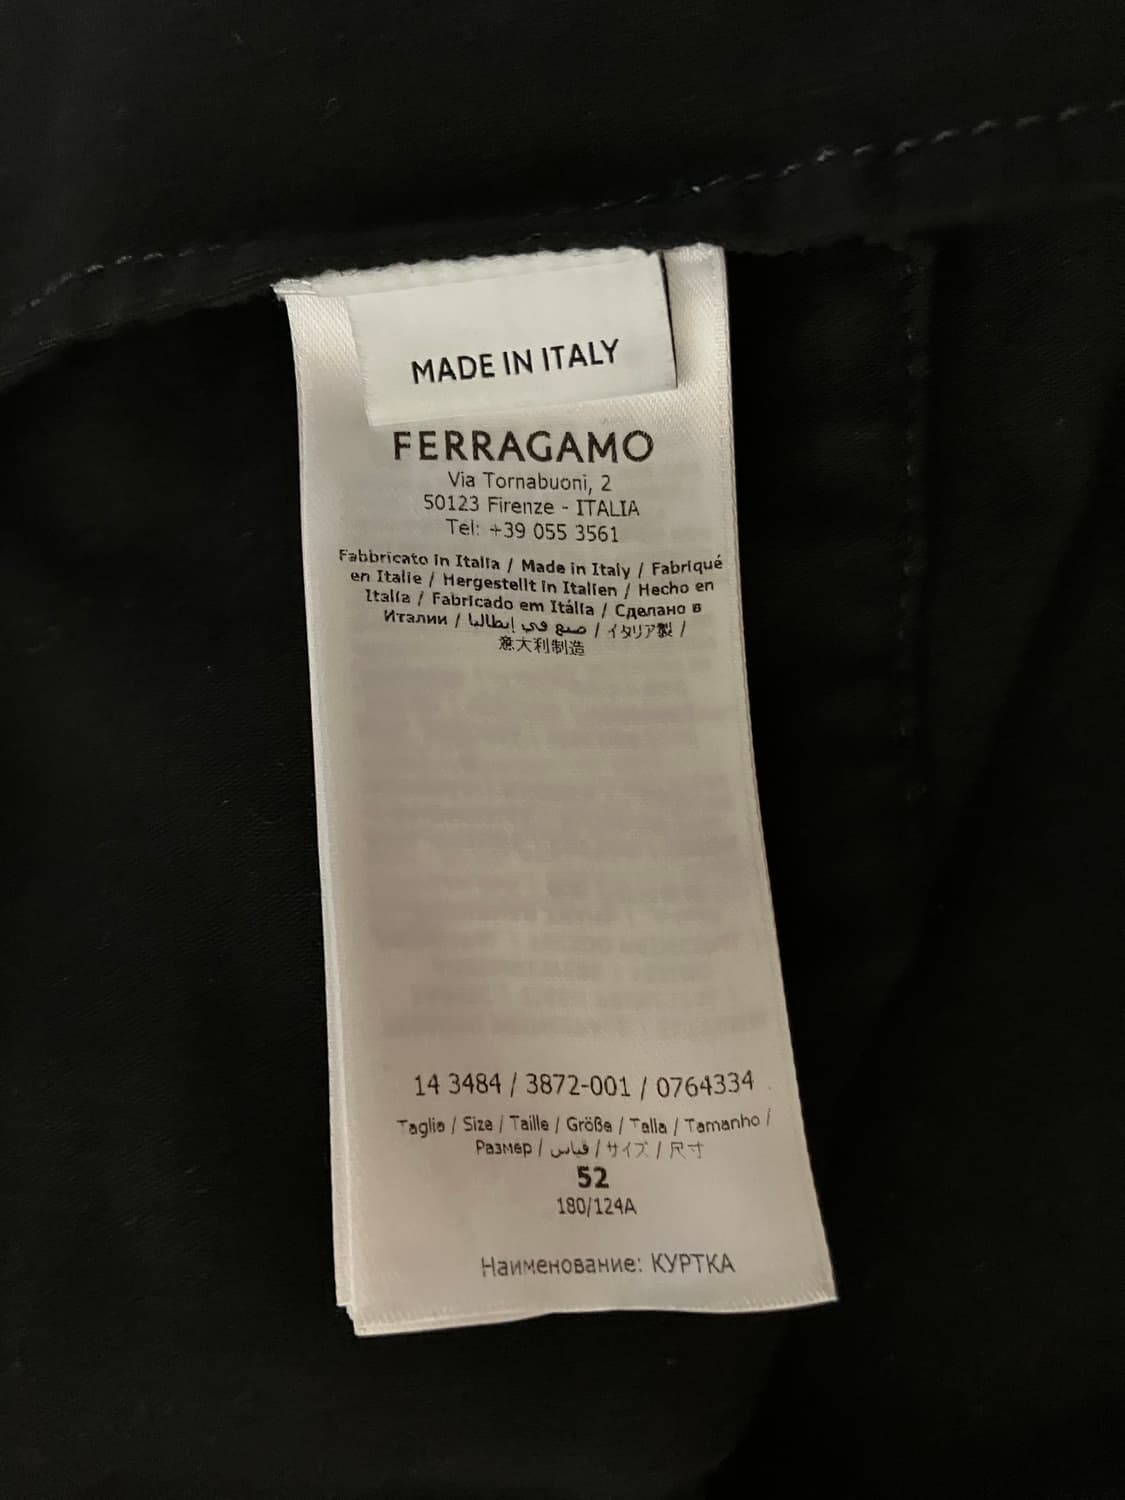 MADE IN ITALY
FERRAGAMO
Via Tornabuoni, 2
50123 Firenze - ITALIA
Tel: +39 055 3561
Fabbricato in Italia / Made in Italy / Fabriqué
en Italie / Hergestellt in Italien / Hecho en
Italia / Fabricado em Itália / Сделано в
Италии / صنع في إيطاليا / イタリア製 /
意大利制造
14 3484 / 3872-001 / 0764334
Taglia / Size / Taille / Größe / Talla / Tamanho /
Размер / قياس / サイズ / 尺寸
52
180/124A
Наименование: КУРТКА